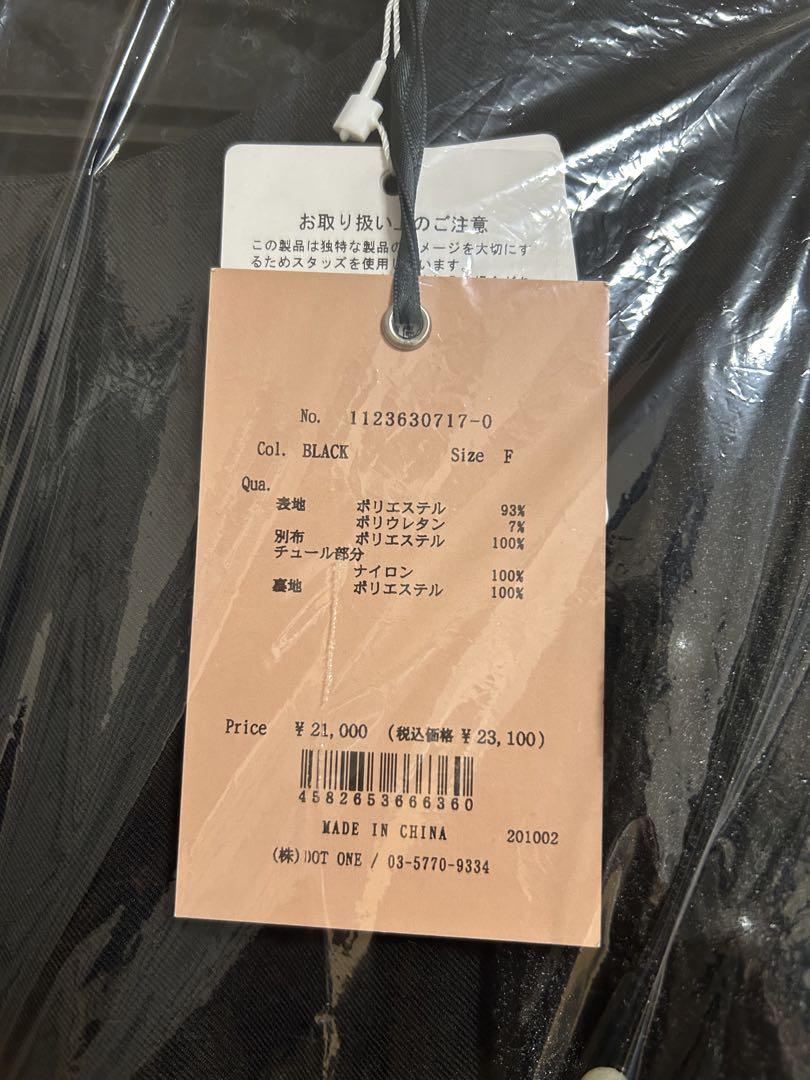 お取り扱い上のご注意
この製品は独特な製品のイメージを大切にす
るためスタッズを使用しています。
No. 1123630717-0
Col. BLACK Size F
Qua.
表地 ポリエステル 93%
ポリウレタン 7%
別布 ポリエステル 100%
チュール部分
ナイロン 100%
裏地 ポリエステル 100%
Price ¥21,000 (税込価格 ¥23,100)
4582653666360
MADE IN CHINA 201002
(株)DOT ONE / 03-5770-9334